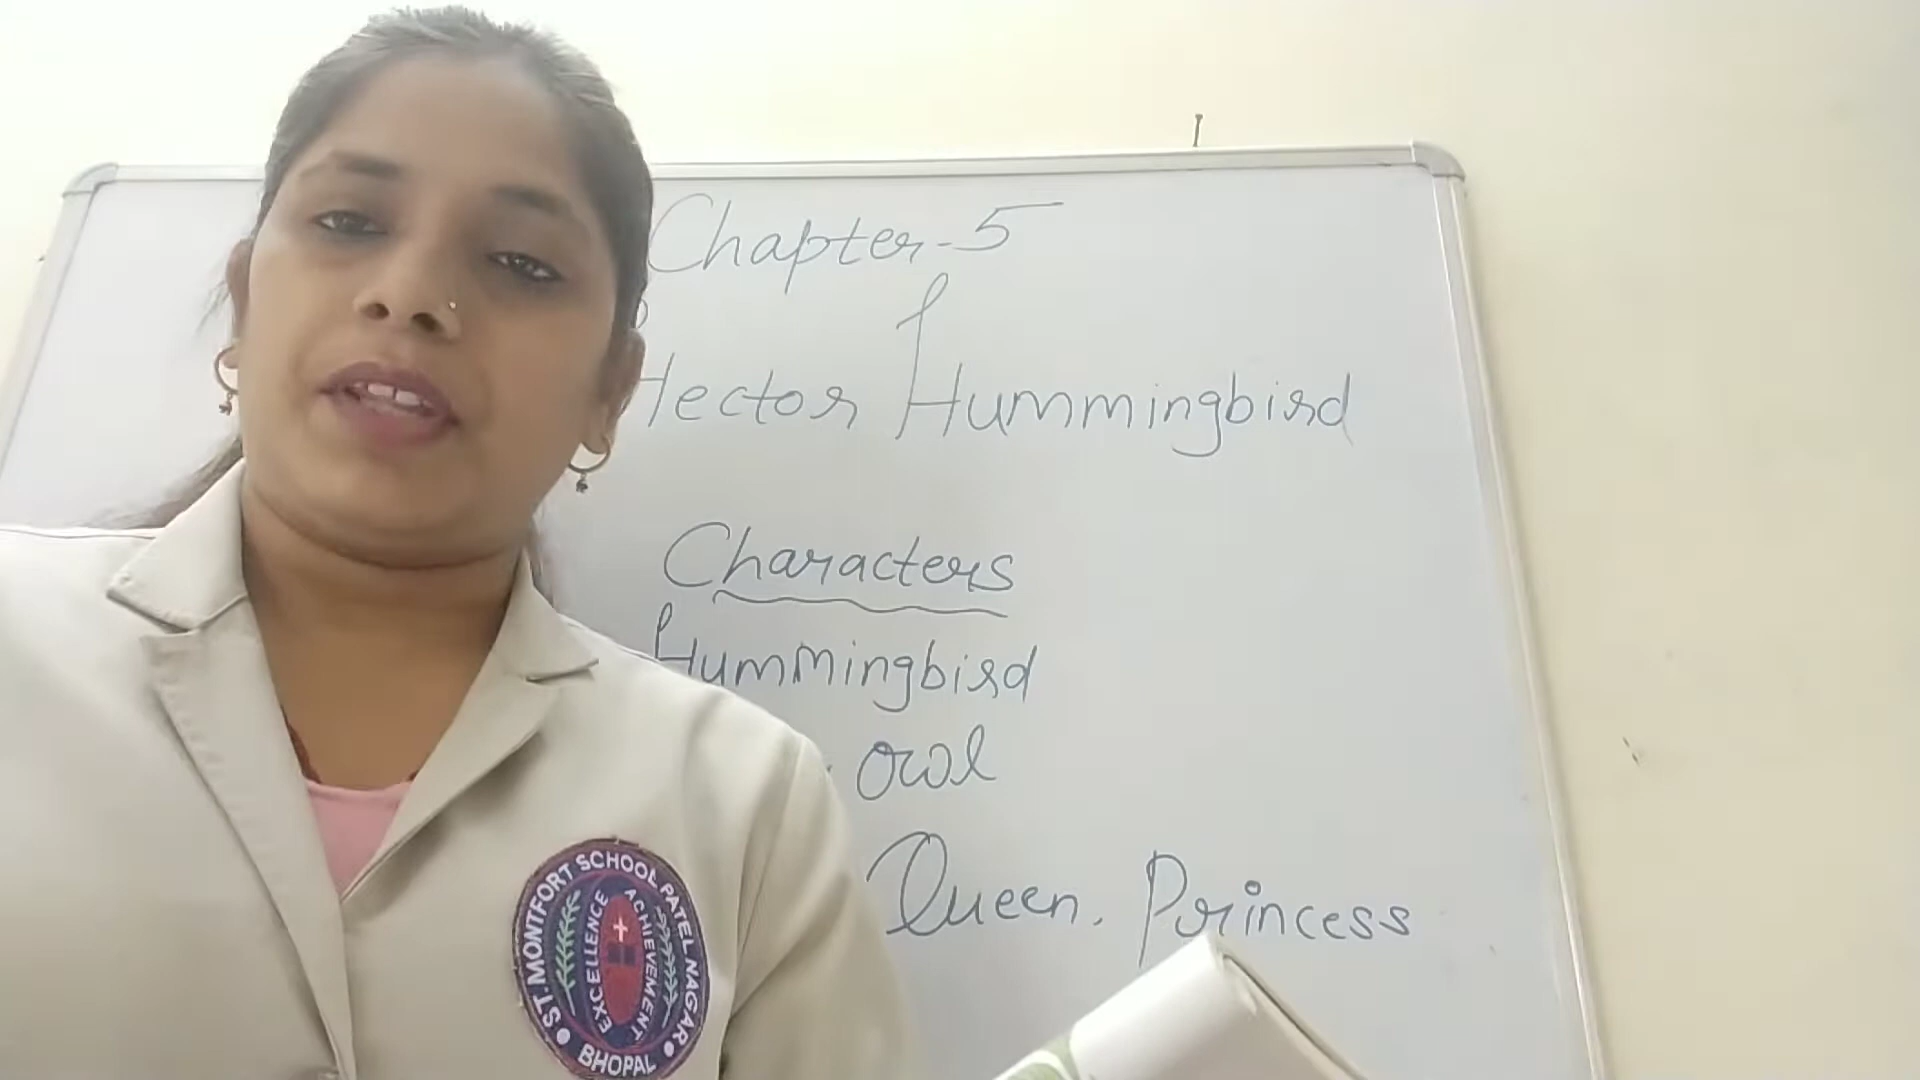 Chapter-5
Hector Hummingbird
Characters
Hummingbird
Owl
Queen. Princess
ST. MONTFORT SCHOOL PATEL NAGAR
EXCELLENCE ACHIEVEMENT
BHOPAL